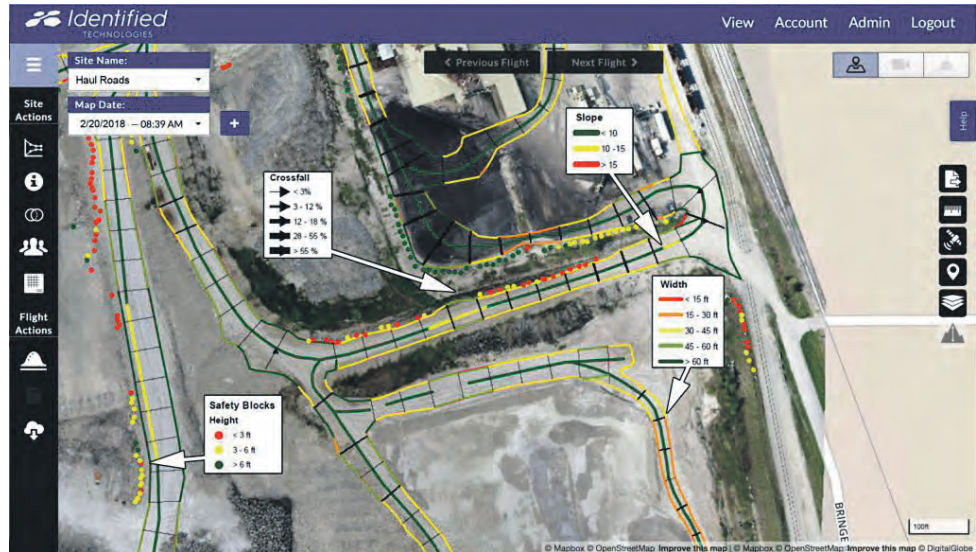 Identified
TECHNOLOGIES
View Account Admin Logout
Site Name:
Haul Roads
Map Date:
2/20/2018 — 08:39 AM
+
< Previous Flight
Next Flight >
Help
Site
Actions
Flight
Actions
Slope
< 10
10 -15
> 15
Crossfall
< 3%
3 - 12 %
12 - 18 %
28 - 55 %
> 55 %
Width
< 15 ft
15 - 30 ft
30 - 45 ft
45 - 60 ft
> 60 ft
Safety Blocks
Height
< 3 ft
3 - 6 ft
> 6 ft
BRINGE
100ft
© Mapbox © OpenStreetMap Improve this map | © Mapbox © OpenStreetMap Improve this map © DigitalGlobe